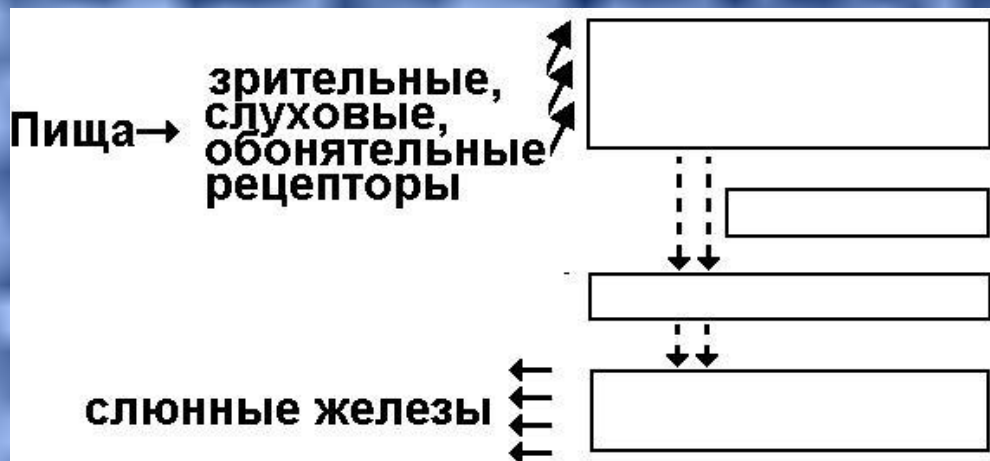 Пища→
зрительные,
слуховые,
обонятельные
рецепторы
слюнные железы